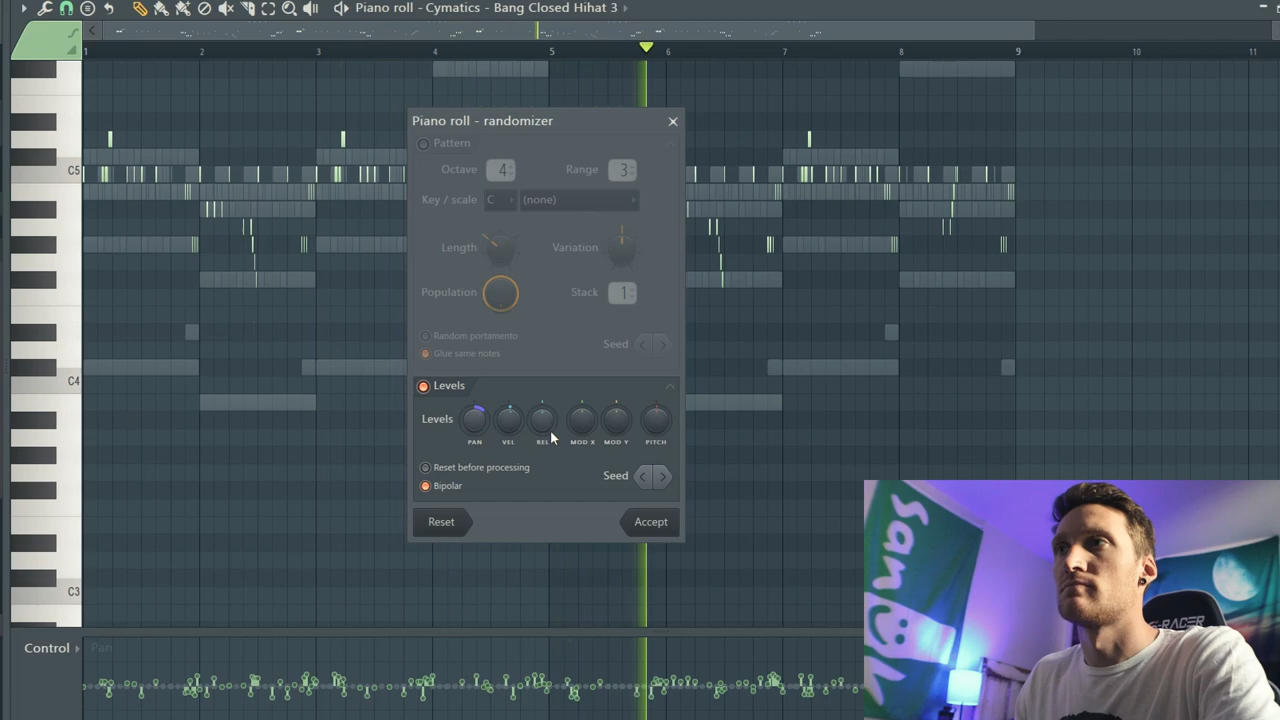 Piano roll - Cymatics - Bang Closed Hihat 3
1 2 3 4 5 6 7 8 9 10 11
Piano roll - randomizer
Pattern
C5
Octave 4 Range 3
Key / scale C (none)
Length Variation
Population Stack 1
Random portamento
Seed
Glue same notes
C4
Levels
Levels
PAN VEL REL MOD X MOD Y PITCH
Reset before processing
Seed
Bipolar
Reset Accept
C3
Control Pan